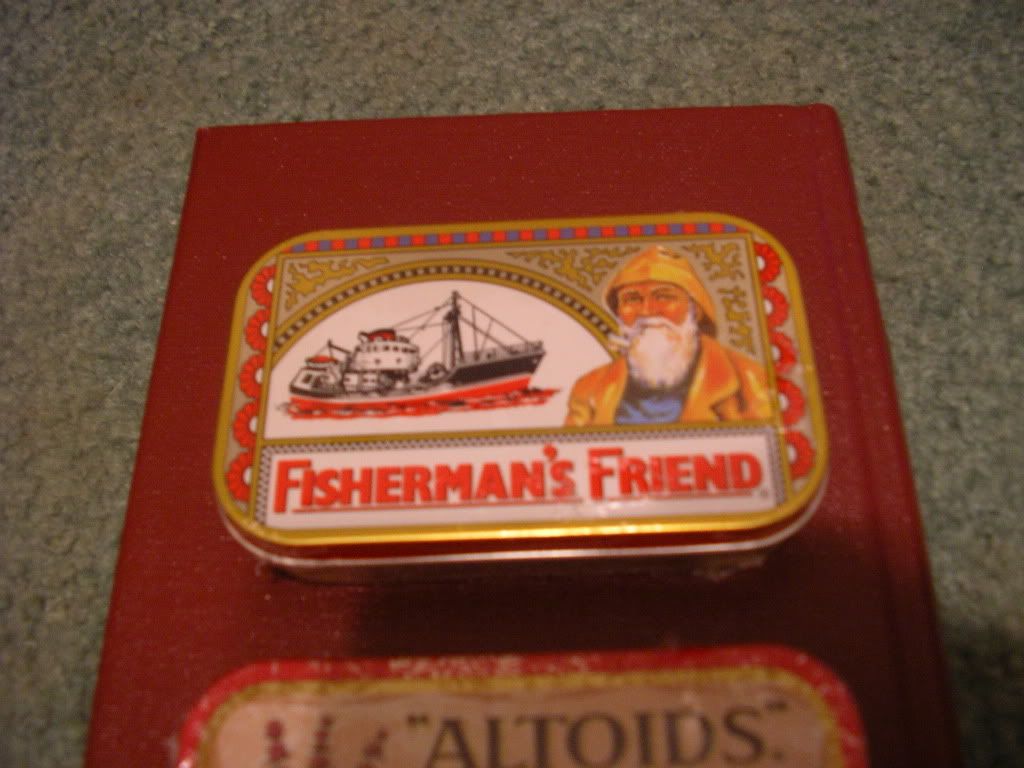 FISHERMAN'S FRIEND
"ALTOIDS."